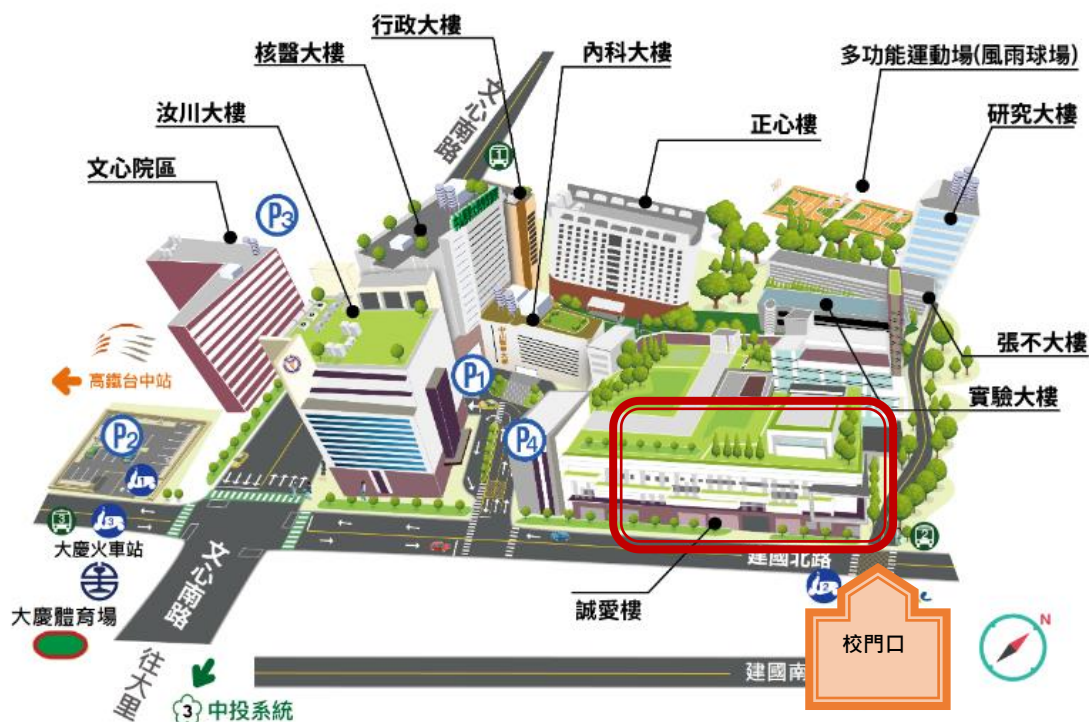 行政大樓
核醫大樓
內科大樓
多功能運動場(風雨球場)
汝川大樓
文心南路
正心樓
研究大樓
文心院區
1
P3
張不大樓
高鐵台中站
P1
實驗大樓
P2
P4
3
2
大慶火車站
文心南路
建國北路
大慶體育場
誠愛樓
校門口
N
往大里
建國南
3 中投系統